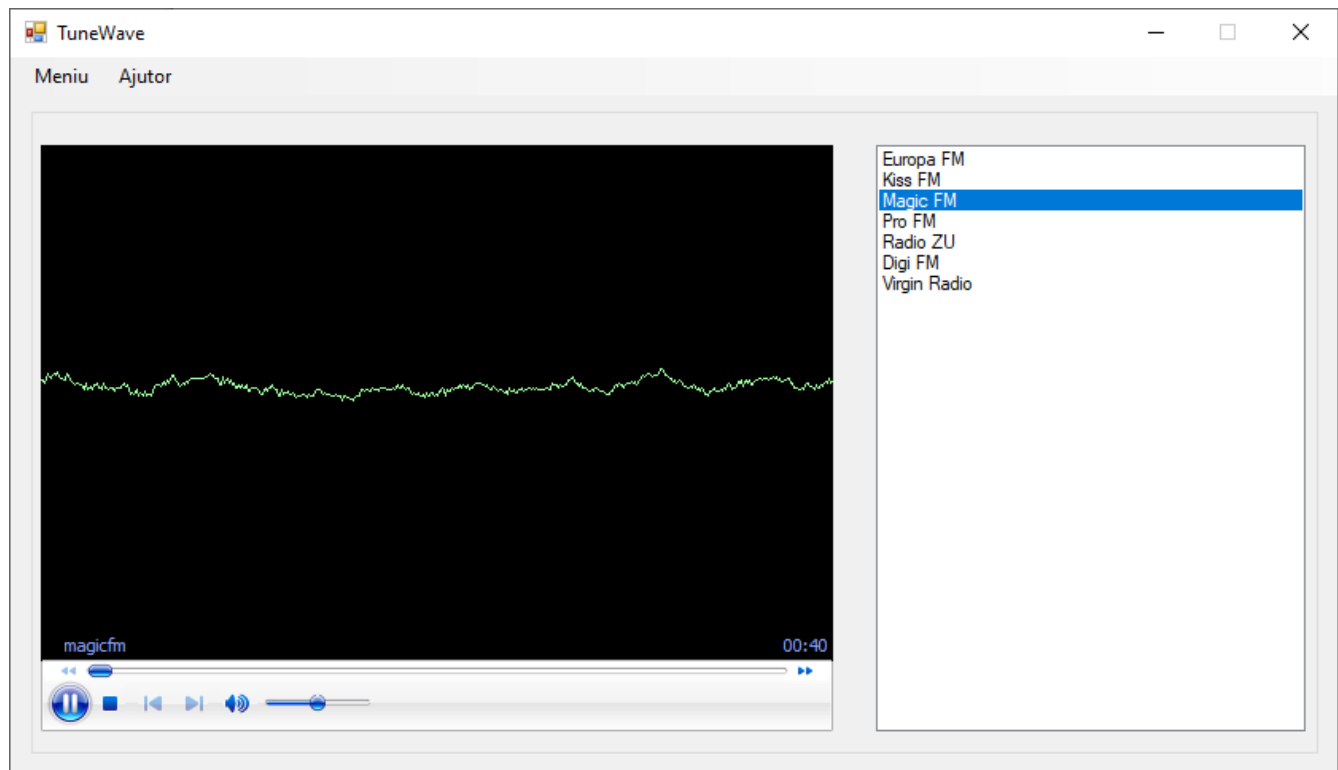 TuneWave
Meniu Ajutor
Europa FM
Kiss FM
Magic FM
Pro FM
Radio ZU
Digi FM
Virgin Radio
magicfm 00:40